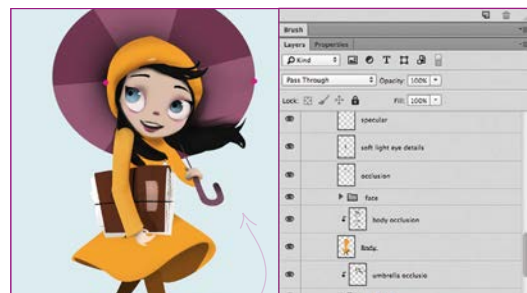 Brush
Layers Properties
Kind
T
Pass Through Opacity: 100%
Lock: Fill: 100%
specular
soft light eye details
occlusion
face
body occlusion
Body
umbrella occlusio